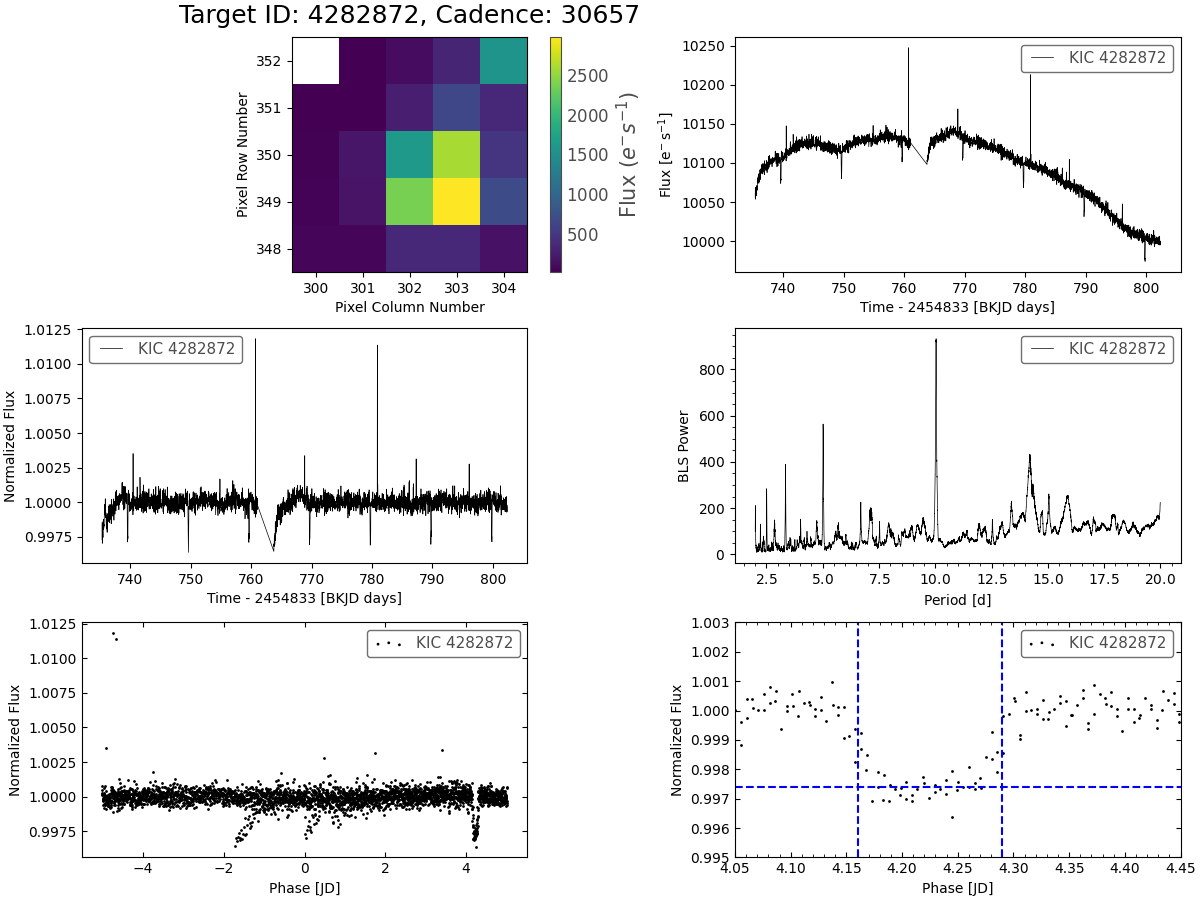 Target ID: 4282872, Cadence: 30657
352
351
350
349
348
Pixel Row Number
300 301 302 303 304
Pixel Column Number
2500
2000
1500
1000
500
Flux (e⁻s⁻¹)
KIC 4282872
10250
10200
10150
10100
10050
10000
Flux [e⁻ s⁻¹]
740 750 760 770 780 790 800
Time - 2454833 [BKJD days]
KIC 4282872
1.0125
1.0100
1.0075
1.0050
1.0025
1.0000
0.9975
Normalized Flux
740 750 760 770 780 790 800
Time - 2454833 [BKJD days]
KIC 4282872
800
600
400
200
0
BLS Power
2.5 5.0 7.5 10.0 12.5 15.0 17.5 20.0
Period [d]
KIC 4282872
1.0125
1.0100
1.0075
1.0050
1.0025
1.0000
0.9975
Normalized Flux
−4 −2 0 2 4
Phase [JD]
KIC 4282872
1.003
1.002
1.001
1.000
0.999
0.998
0.997
0.996
0.995
Normalized Flux
4.05 4.10 4.15 4.20 4.25 4.30 4.35 4.40 4.45
Phase [JD]